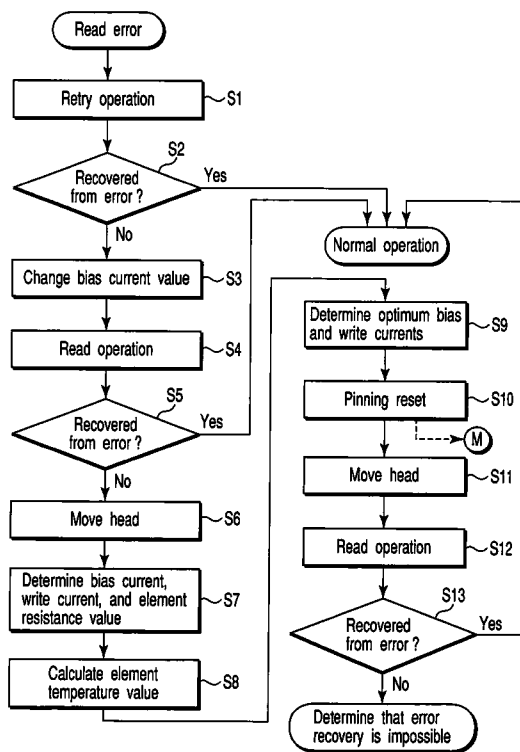 Read error
Retry operation
S1
S2
Recovered
from error?
Yes
No
Change bias current value
S3
Read operation
S4
S5
Recovered
from error?
Yes
No
Move head
S6
Determine bias current,
write current, and element
resistance value
S7
Calculate element
temperature value
S8
Normal operation
Determine optimum bias
and write currents
S9
Pinning reset
S10
M
Move head
S11
Read operation
S12
S13
Recovered
from error?
Yes
No
Determine that error
recovery is impossible